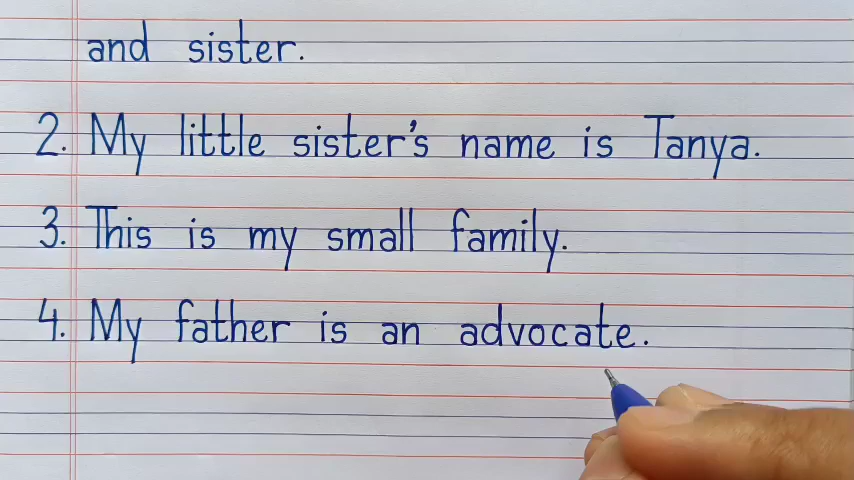 and sister.
2. My little sister's name is Tanya.
3. This is my small family.
4. My father is an advocate.